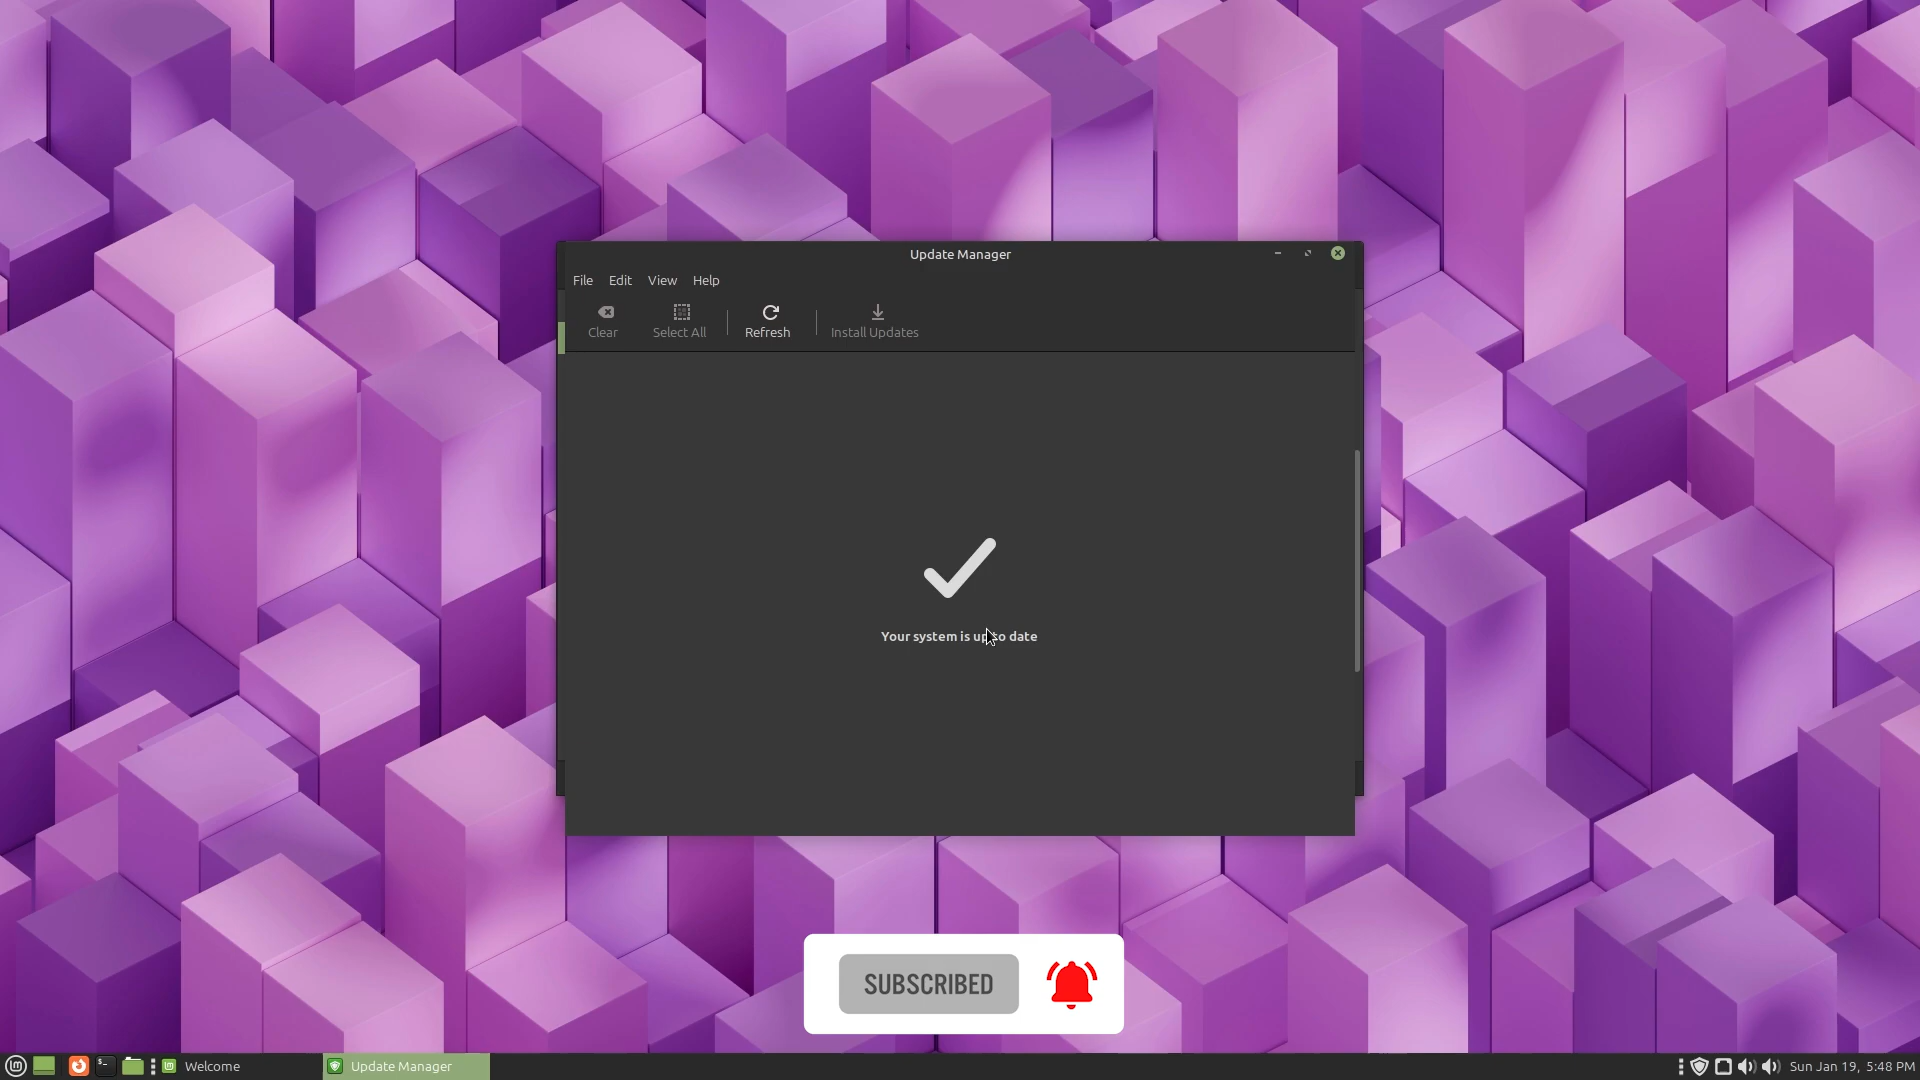 Update Manager
File Edit View Help
Clear Select All Refresh Install Updates
Your system is up to date
SUBSCRIBED
Welcome Update Manager Sun Jan 19, 5:48 PM